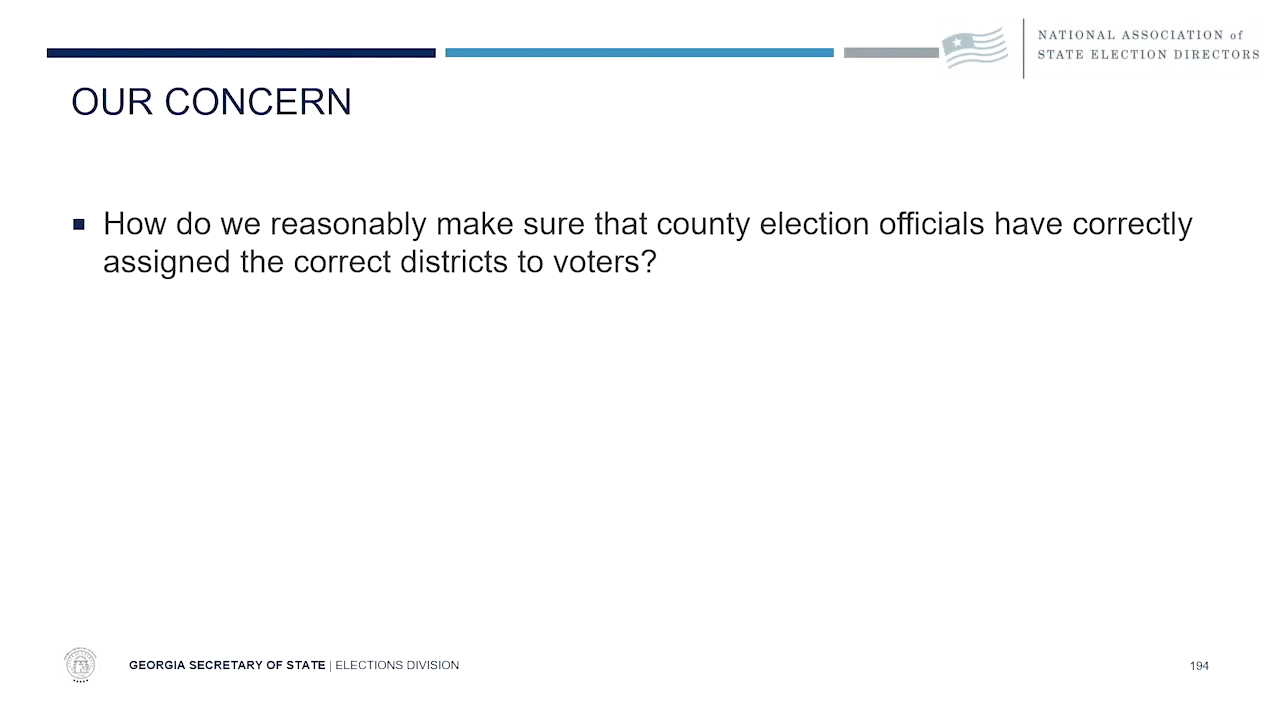 NATIONAL ASSOCIATION of
STATE ELECTION DIRECTORS
OUR CONCERN
How do we reasonably make sure that county election officials have correctly
assigned the correct districts to voters?
GEORGIA SECRETARY OF STATE | ELECTIONS DIVISION
194